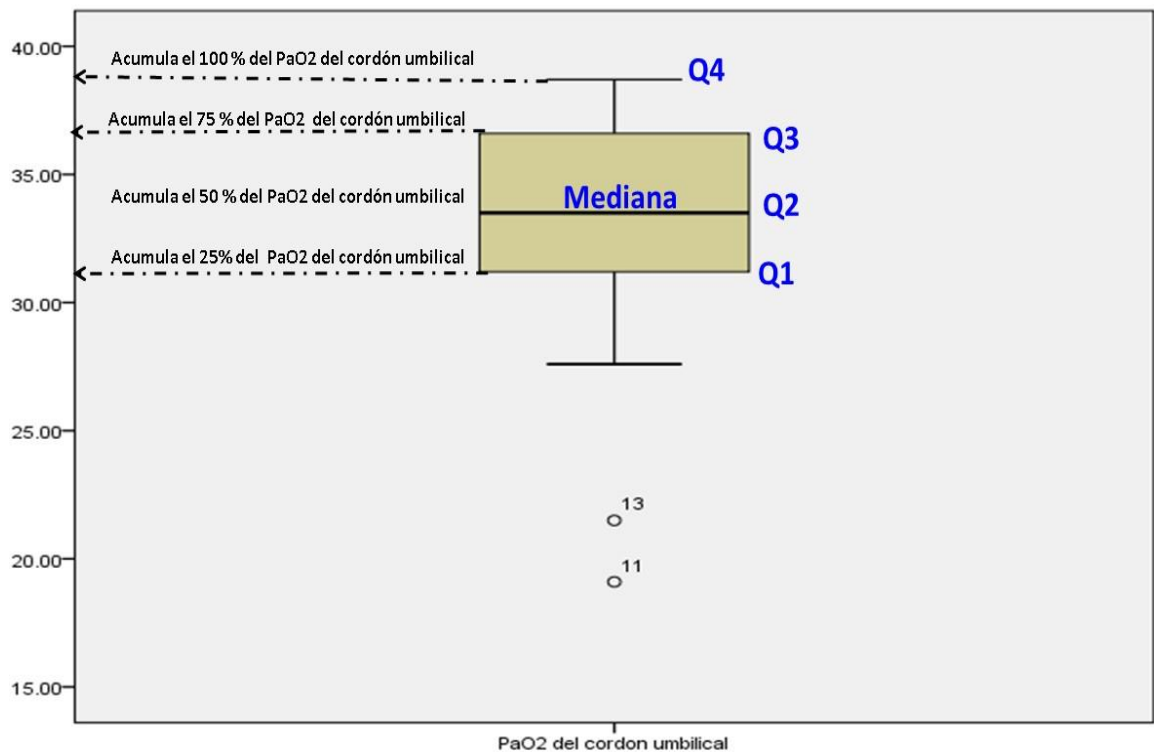 40.00
Acumula el 100 % del PaO2 del cordón umbilical
Q4
Acumula el 75 % del PaO2 del cordón umbilical
Q3
35.00
Acumula el 50 % del PaO2 del cordón umbilical
Mediana
Q2
Acumula el 25% del PaO2 del cordón umbilical
Q1
30.00
25.00
13
20.00
11
15.00
PaO2 del cordon umbilical